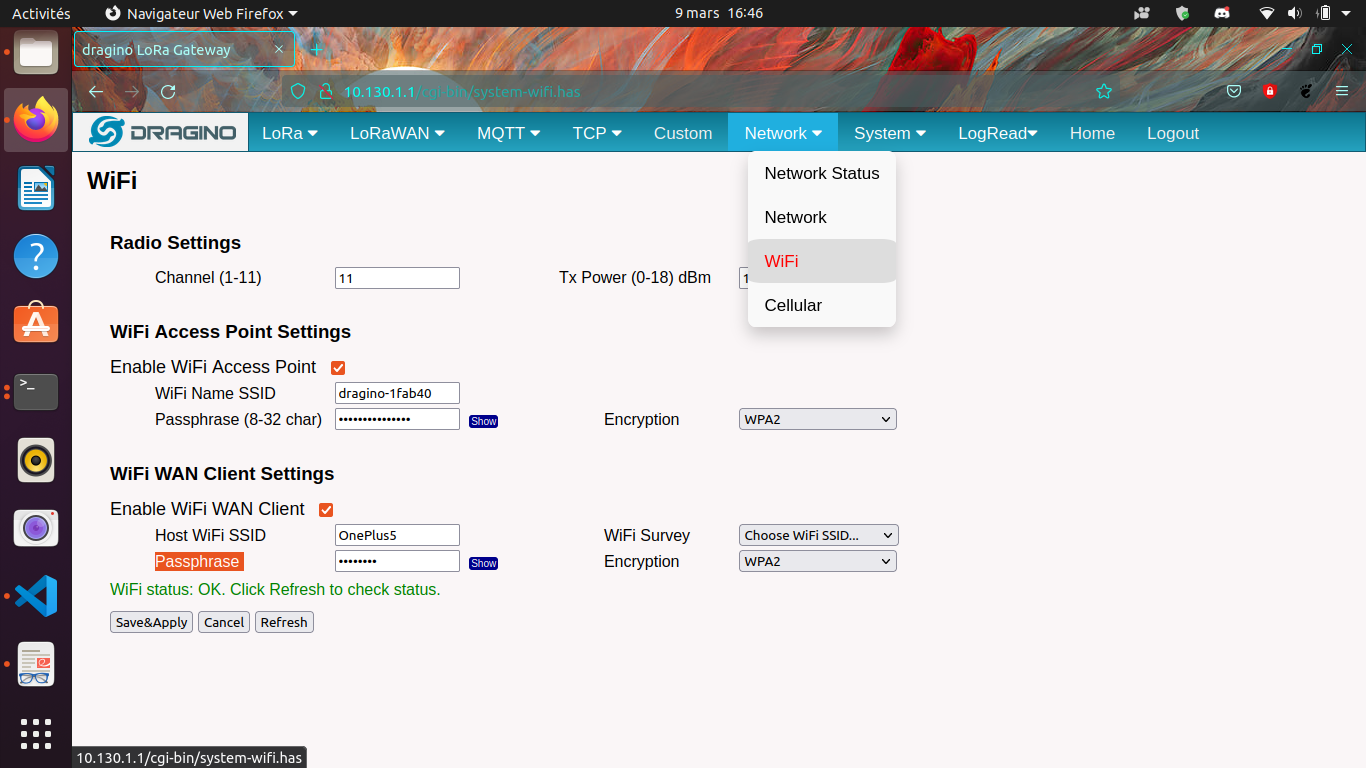 Activités
Navigateur Web Firefox
9 mars 16:46
dragino LoRa Gateway
10.130.1.1/cgi-bin/system-wifi.has
DRAGINO
LoRa
LoRaWAN
MQTT
TCP
Custom
Network
System
LogRead
Home
Logout
Network Status
Network
WiFi
Cellular
WiFi
Radio Settings
Channel (1-11) 11 Tx Power (0-18) dBm 1
WiFi Access Point Settings
Enable WiFi Access Point
WiFi Name SSID dragino-1fab40
Passphrase (8-32 char) ••••••••••••••• Show Encryption WPA2
WiFi WAN Client Settings
Enable WiFi WAN Client
Host WiFi SSID OnePlus5 WiFi Survey Choose WiFi SSID...
Passphrase •••••••• Show Encryption WPA2
WiFi status: OK. Click Refresh to check status.
Save&Apply Cancel Refresh
10.130.1.1/cgi-bin/system-wifi.has